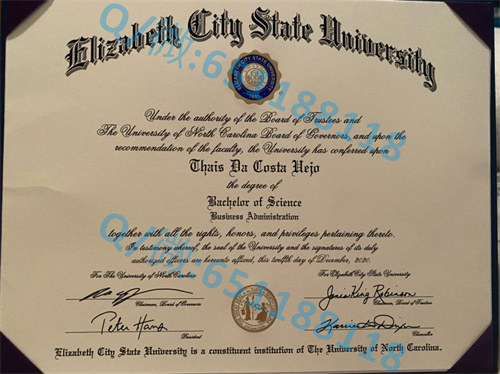 Elizabeth City State University
Under the authority of the Board of Trustees and
The University of North Carolina Board of Governors, and upon the
recommendation of the faculty, the University has conferred upon
Thais Da Costa Hejo
the degree of
Bachelor of Science
Business Administration
together with all the rights, honors, and privileges pertaining thereto.
In testimony whereof, the seal of the University and the signatures of its duly
authorized officers are hereunto affixed, this twelfth day of December, 2020.
For The University of North Carolina For Elizabeth City State University
Chairman, Board of Governors Chairman, Board of Trustees
Peter Hans
President Chancellor
Elizabeth City State University is a constituent institution of The University of North Carolina.